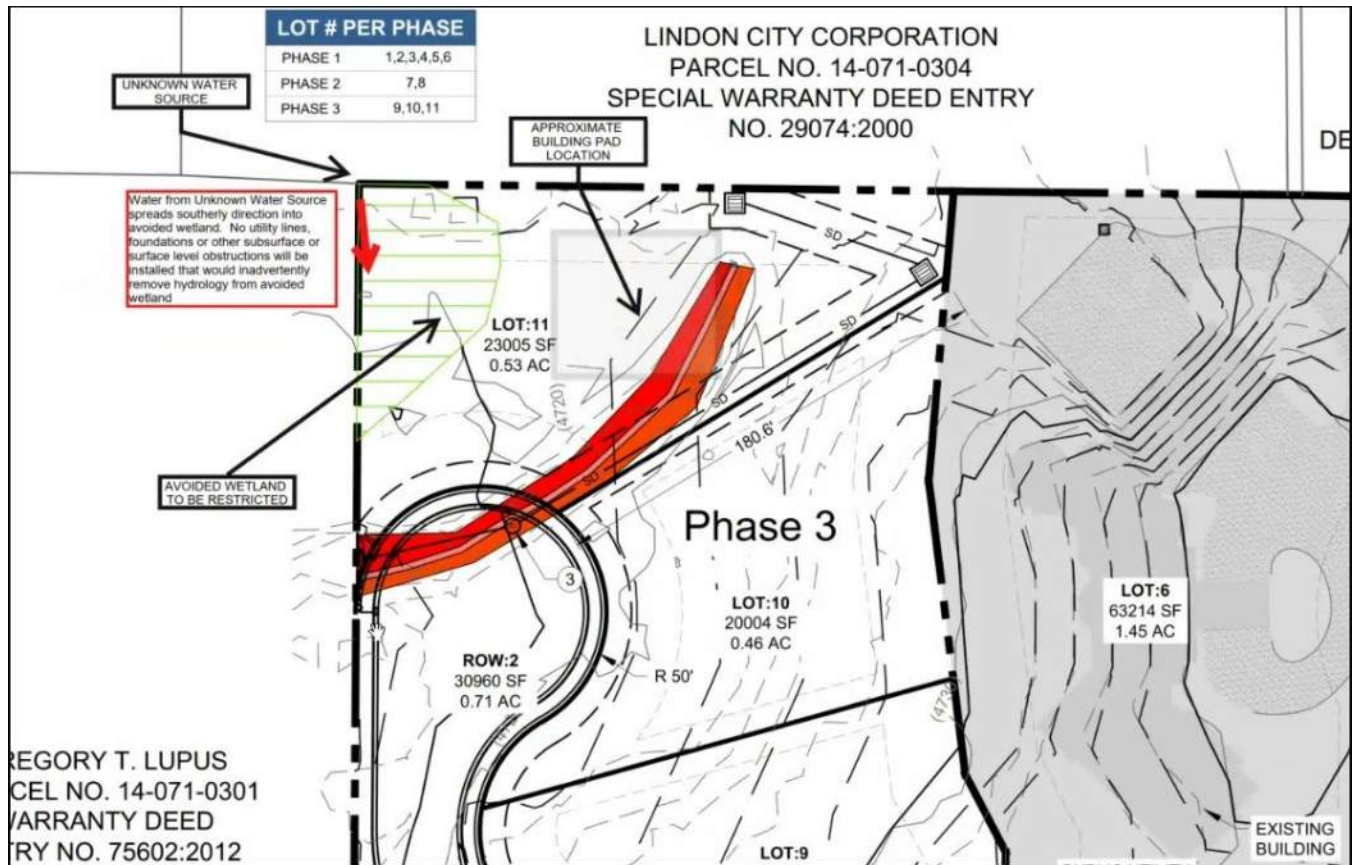 LOT # PER PHASE
PHASE 1 1,2,3,4,5,6
PHASE 2 7,8
PHASE 3 9,10,11
LINDON CITY CORPORATION
PARCEL NO. 14-071-0304
SPECIAL WARRANTY DEED ENTRY
NO. 29074:2000
DE
UNKNOWN WATER
SOURCE
APPROXIMATE
BUILDING PAD
LOCATION
Water from Unknown Water Source
spreads southerly direction into
avoided wetland. No utility lines,
foundations or other subsurface or
surface level obstructions will be
installed that would inadvertently
remove hydrology from avoided
wetland
SD
SD
SD
SD
LOT:11
23005 SF
0.53 AC
(4720)
180.6'
AVOIDED WETLAND
TO BE RESTRICTED
Phase 3
3
LOT:10
20004 SF
0.46 AC
LOT:6
63214 SF
1.45 AC
ROW:2
30960 SF
0.71 AC
R 50'
REGORY T. LUPUS
CEL NO. 14-071-0301
WARRANTY DEED
TRY NO. 75602:2012
LOT:9
EXISTING
BUILDING